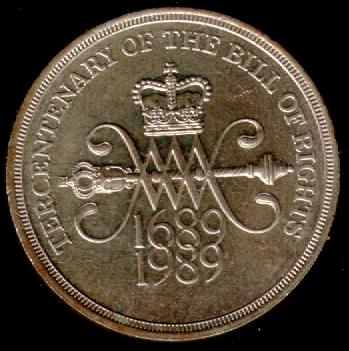 TERCENTENARY OF THE BILL OF RIGHTS
1689
1989